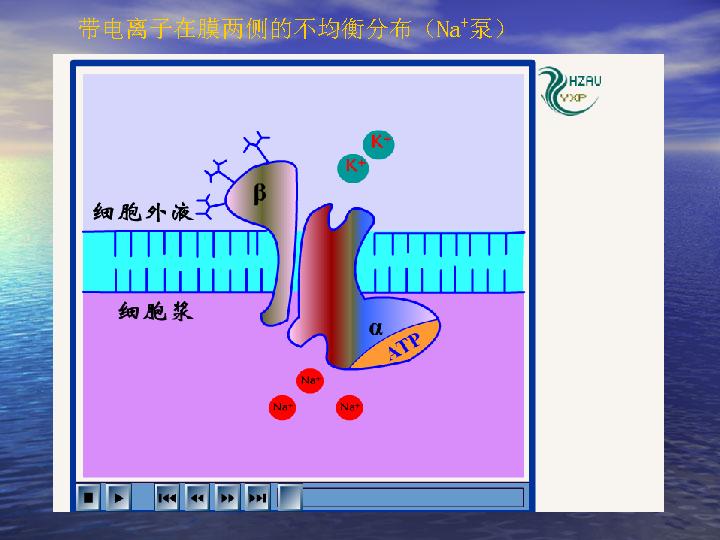 带电离子在膜两侧的不均衡分布（Na⁺泵）
HZAU
YXP
K⁺
K⁺
β
细胞外液
细胞浆
α
ATP
Na⁺
Na⁺
Na⁺